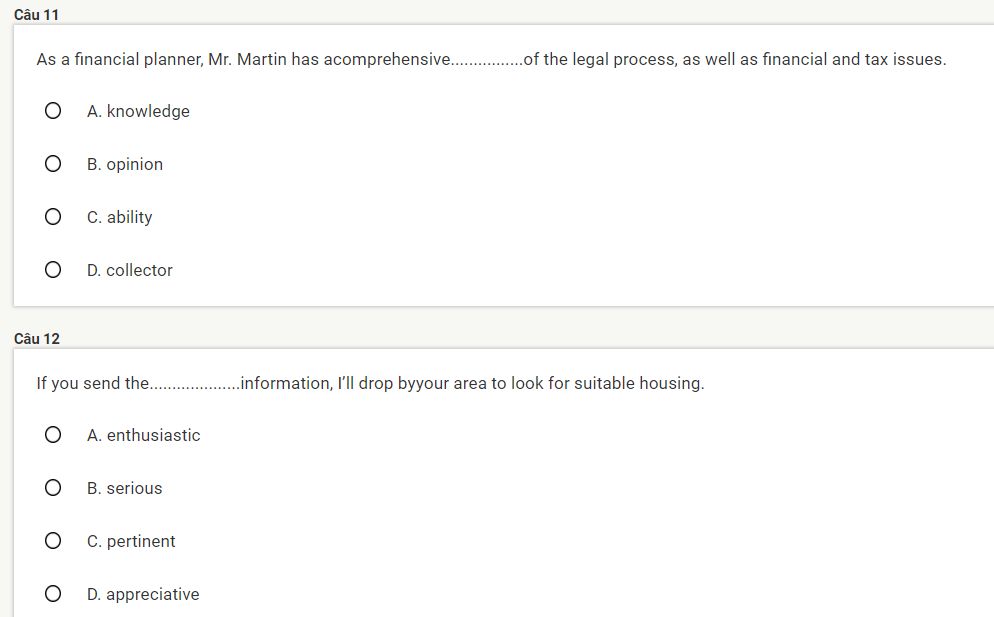 Câu 11
As a financial planner, Mr. Martin has acomprehensive................of the legal process, as well as financial and tax issues.
A. knowledge
B. opinion
C. ability
D. collector
Câu 12
If you send the....................information, I’ll drop byyour area to look for suitable housing.
A. enthusiastic
B. serious
C. pertinent
D. appreciative